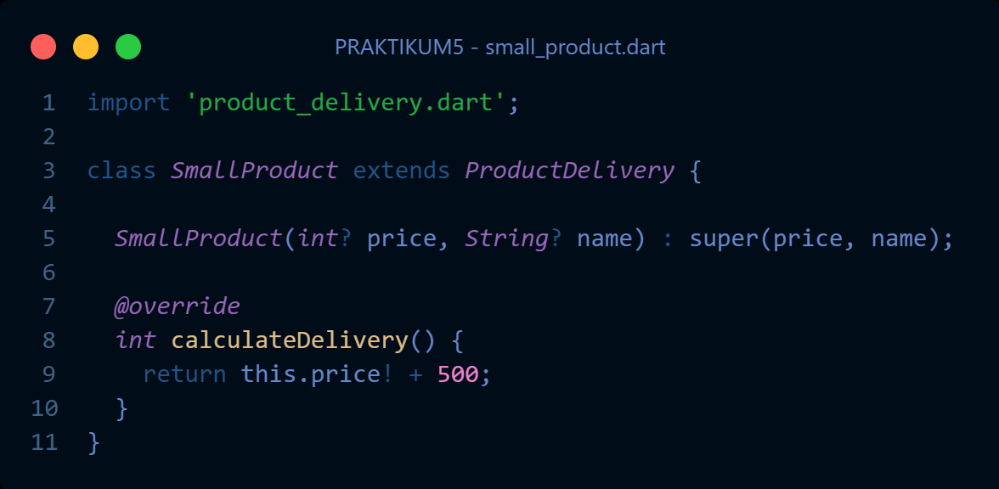 PRAKTIKUM5 - small_product.dart
1 import 'product_delivery.dart';
2
3 class SmallProduct extends ProductDelivery {
4
5   SmallProduct(int? price, String? name) : super(price, name);
6
7   @override
8   int calculateDelivery() {
9     return this.price! + 500;
10   }
11 }